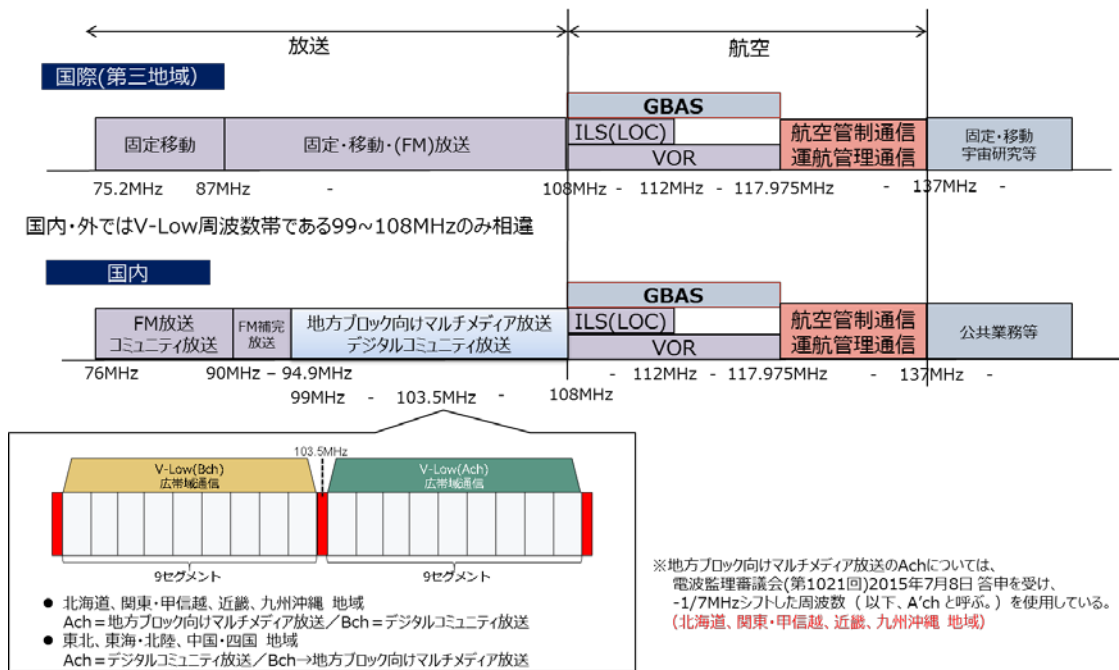 放送
航空
国際(第三地域)
GBAS
固定移動
固定・移動・(FM)放送
ILS(LOC)
VOR
航空管制通信
運航管理通信
固定・移動
宇宙研究等
75.2MHz 87MHz - 108MHz - 112MHz - 117.975MHz - 137MHz -
国内・外ではV-Low周波数帯である99~108MHzのみ相違
国内
GBAS
FM放送
コミュニティ放送
FM補完
放送
地方ブロック向けマルチメディア放送
デジタルコミュニティ放送
ILS(LOC)
VOR
航空管制通信
運航管理通信
公共業務等
76MHz 90MHz – 94.9MHz - 112MHz - 117.975MHz - 137MHz -
99MHz - 103.5MHz - 108MHz
103.5MHz
V-Low(Bch)
広帯域通信
V-Low(Ach)
広帯域通信
9セグメント 9セグメント
● 北海道、関東・甲信越、近畿、九州沖縄 地域
Ach=地方ブロック向けマルチメディア放送/Bch=デジタルコミュニティ放送
● 東北、東海・北陸、中国・四国 地域
Ach=デジタルコミュニティ放送/Bch→地方ブロック向けマルチメディア放送
※地方ブロック向けマルチメディア放送のAchについては、
電波監理審議会(第1021回)2015年7月8日 答申を受け、
-1/7MHzシフトした周波数（以下、A'chと呼ぶ。）を使用している。
(北海道、関東・甲信越、近畿、九州沖縄 地域)